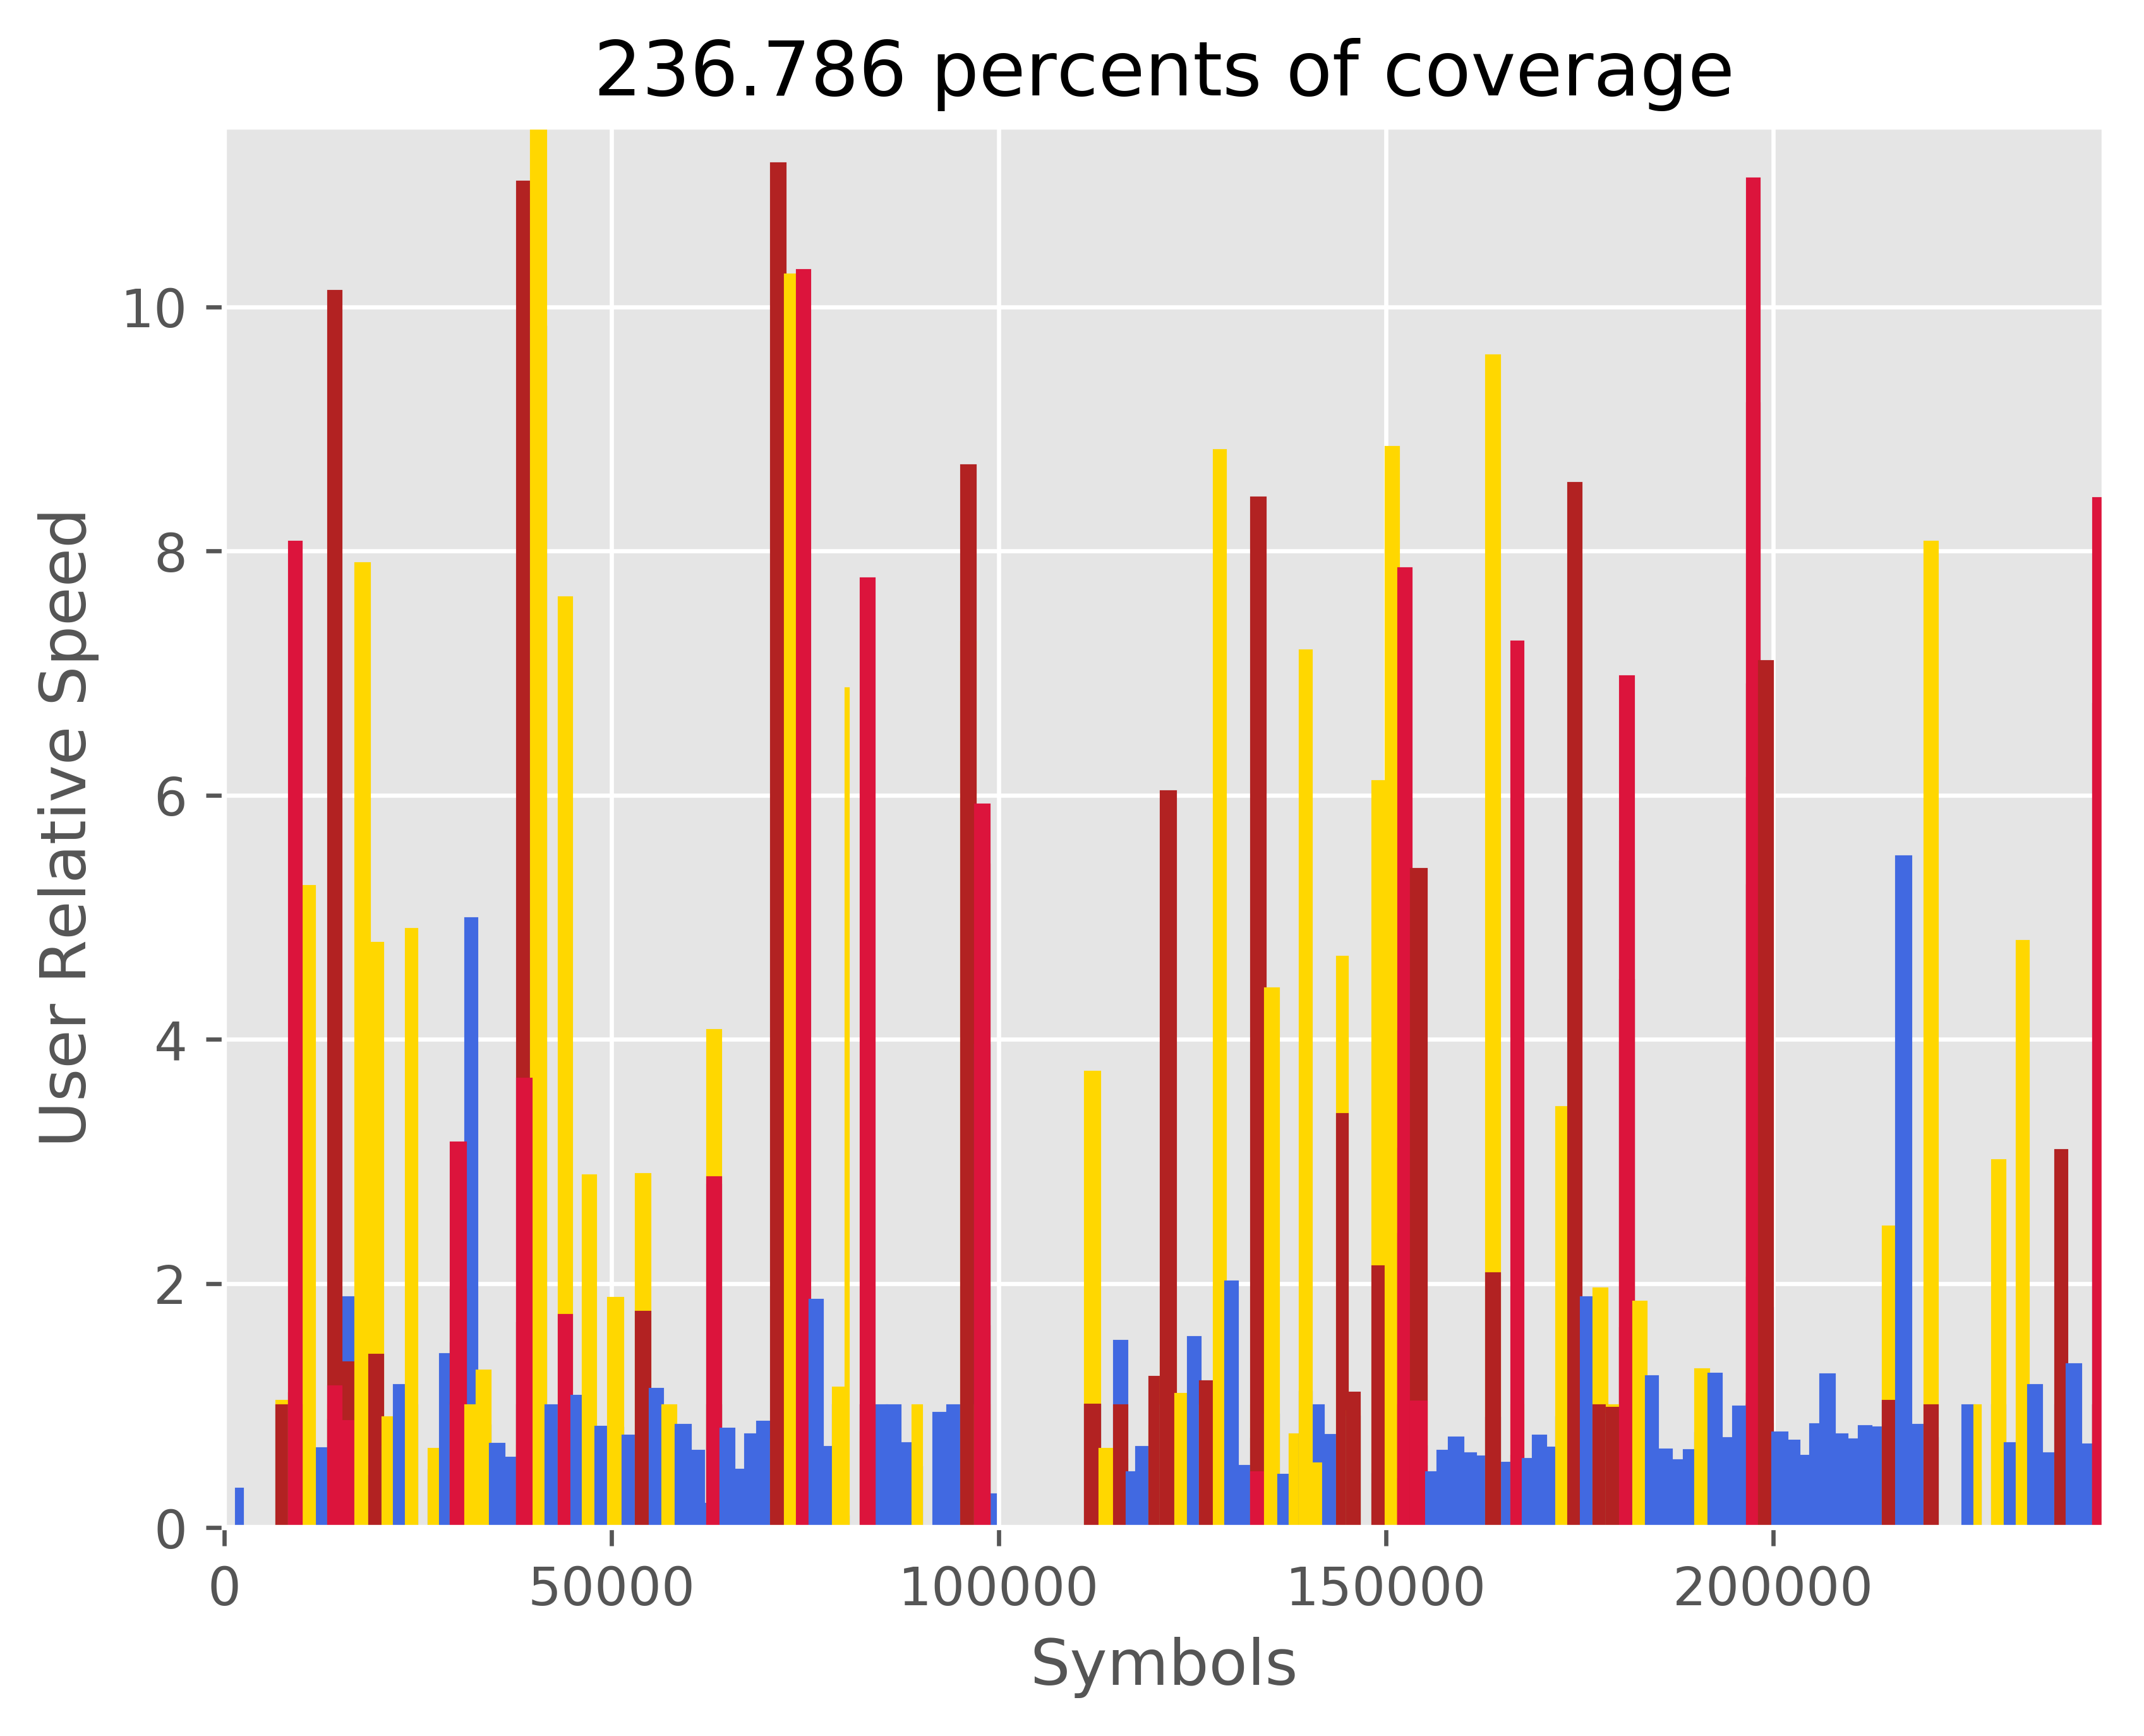 236.786 percents of coverage
User Relative Speed
10
8
6
4
2
0
0 50000 100000 150000 200000
Symbols